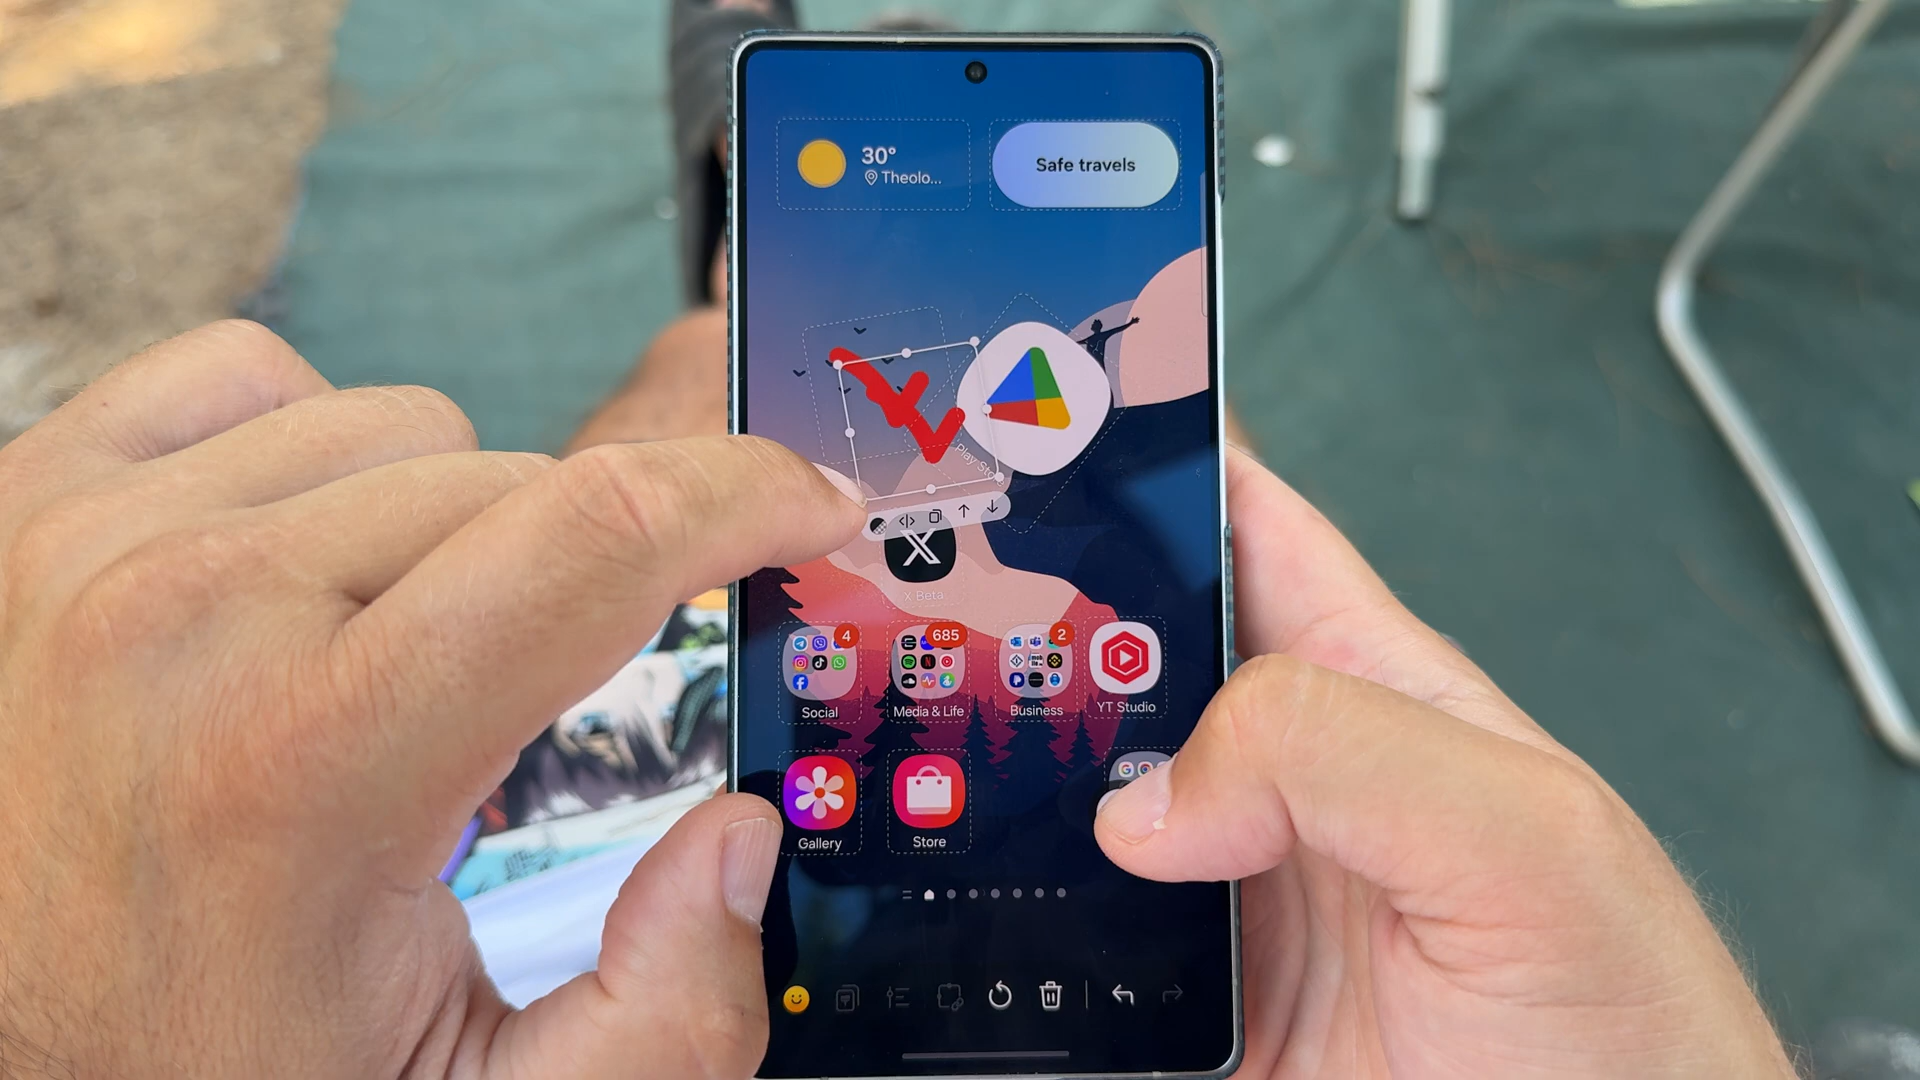 30°
Theolo...
Safe travels
Play Sto
X Beta
4
685
2
Social
Media & Life
Business
YT Studio
Gallery
Store